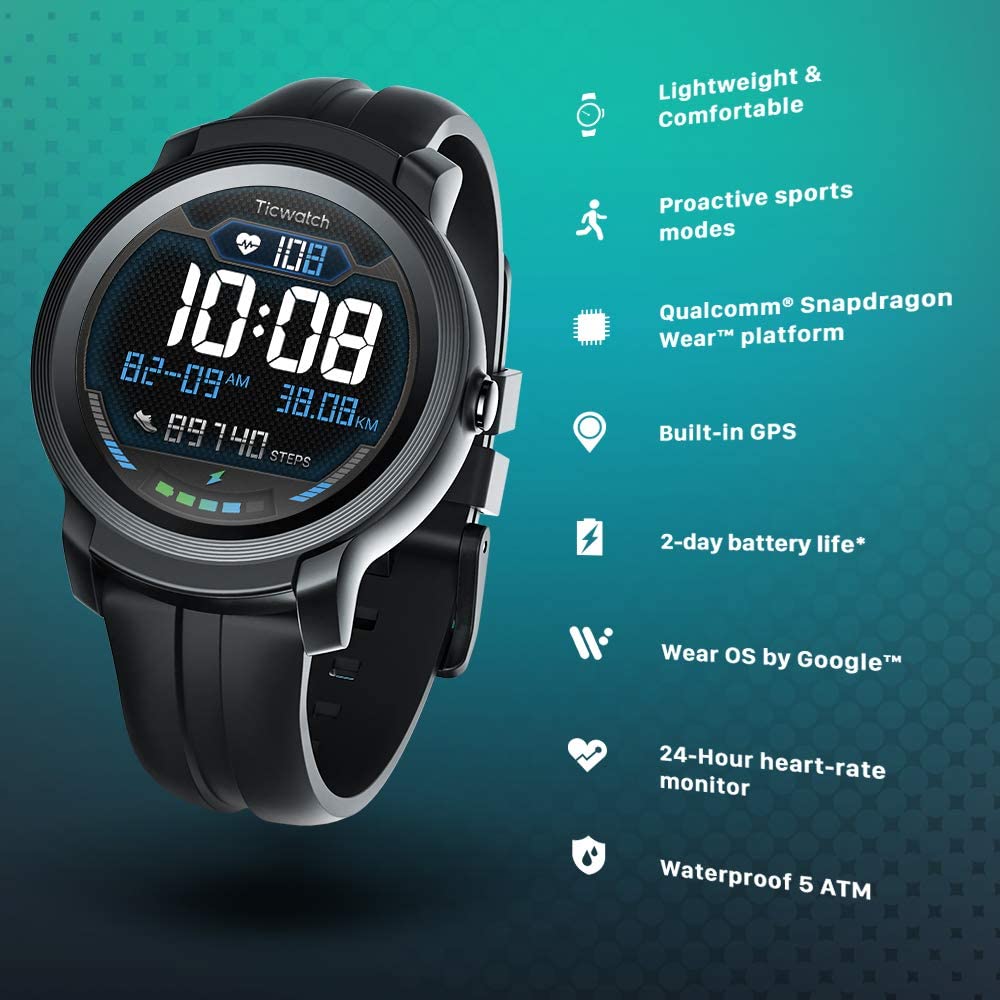 Ticwatch
108
10:08
82-09 AM
38.08 KM
89740 STEPS
Lightweight &
Comfortable
Proactive sports
modes
Qualcomm® Snapdragon
Wear™ platform
Built-in GPS
2-day battery life*
Wear OS by Google™
24-Hour heart-rate
monitor
Waterproof 5 ATM